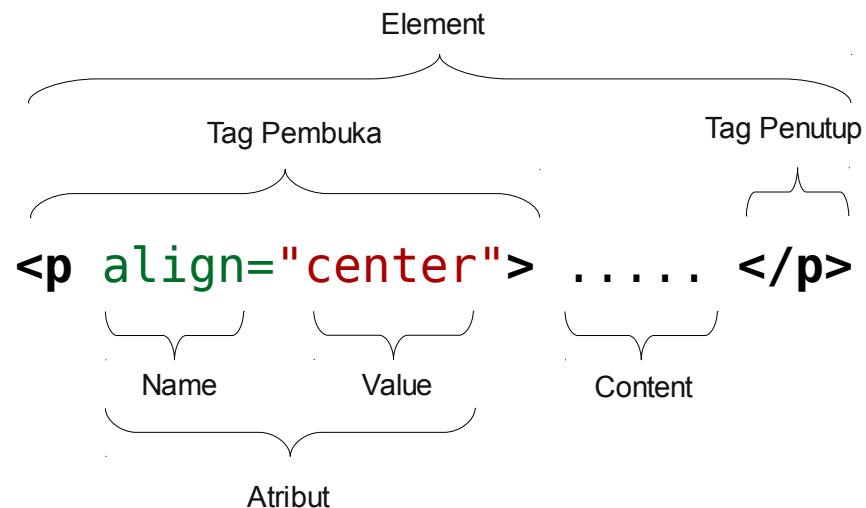 Element
Tag Pembuka
Tag Penutup
<p align="center"> ..... </p>
Name
Value
Content
Atribut